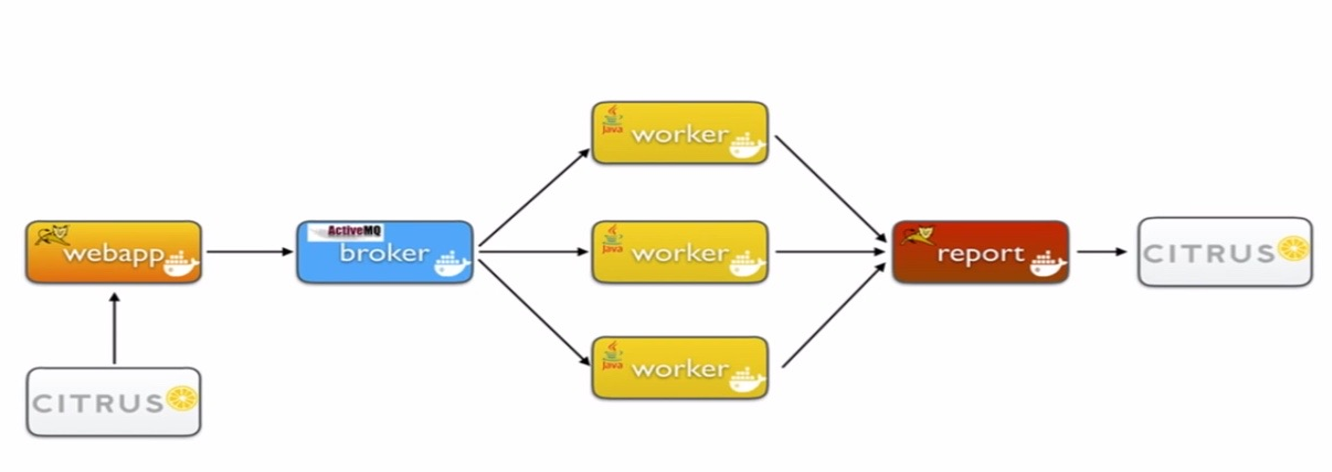 Java
worker
webapp
ActiveMQ
broker
Java
worker
report
CITRUS
Java
worker
CITRUS